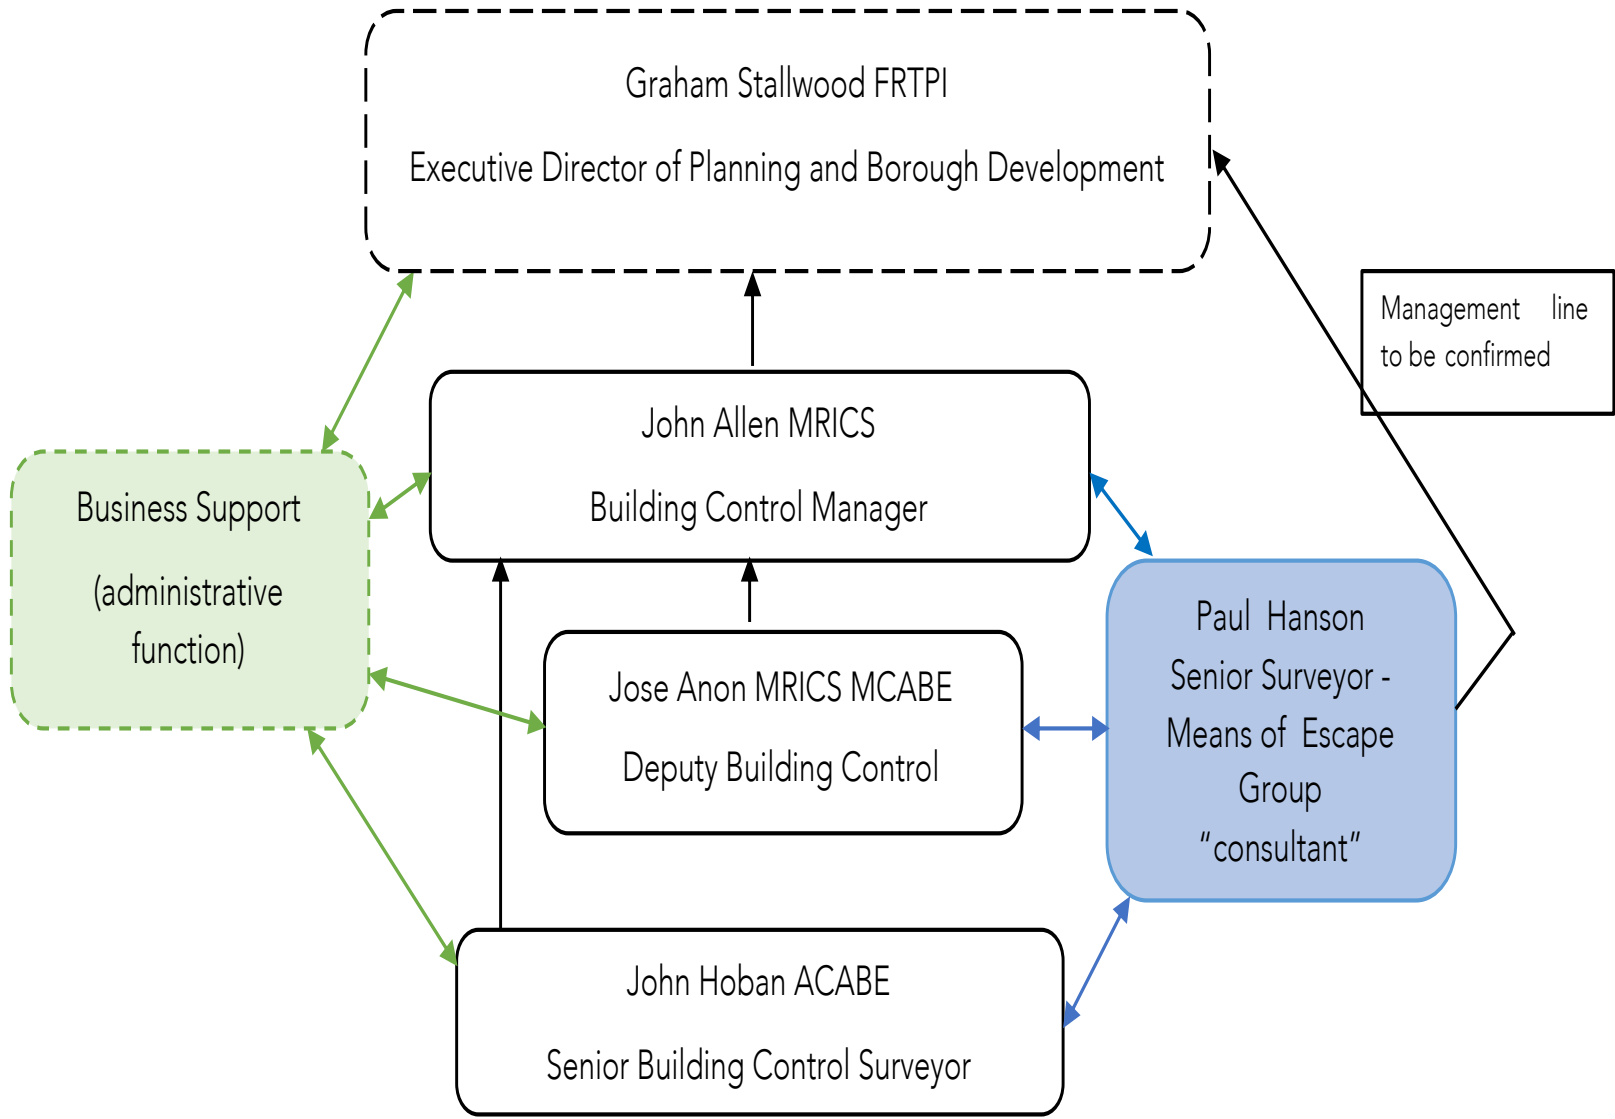 Graham Stallwood FRTPI
Executive Director of Planning and Borough Development
Management line
to be confirmed
John Allen MRICS
Building Control Manager
Business Support
(administrative
function)
Jose Anon MRICS MCABE
Deputy Building Control
Paul Hanson
Senior Surveyor -
Means of Escape
Group
“consultant”
John Hoban ACABE
Senior Building Control Surveyor